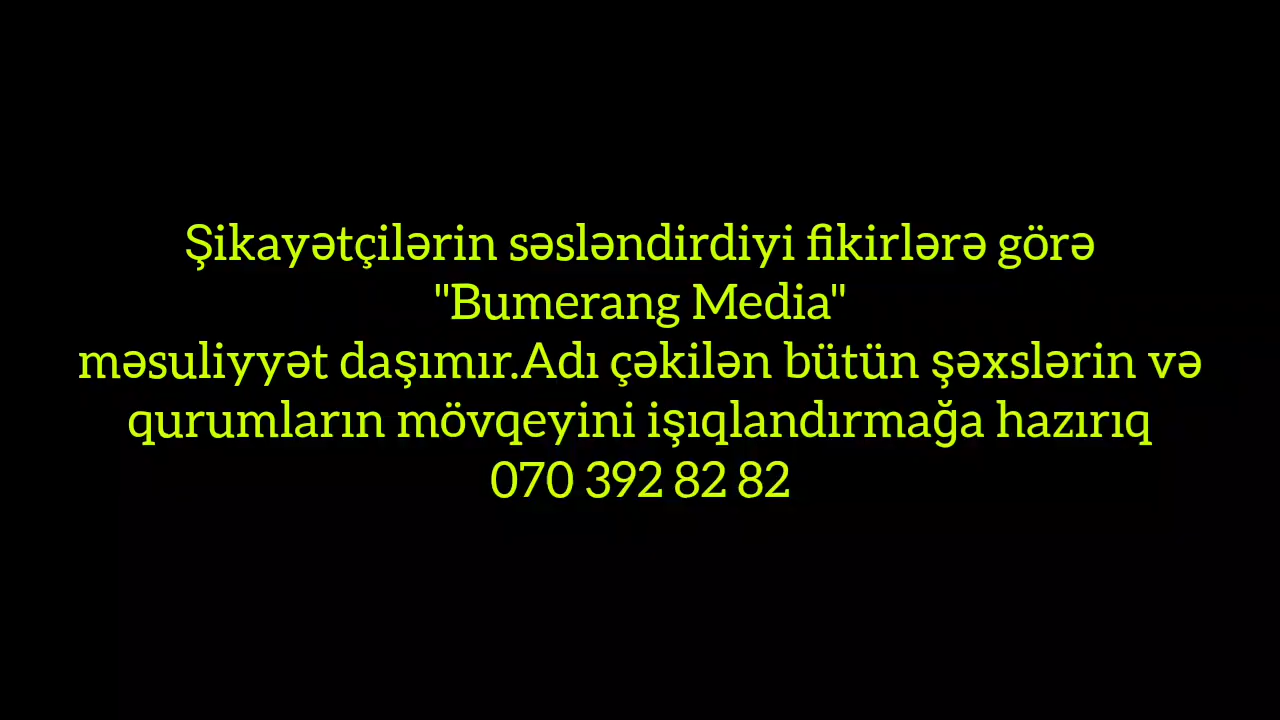 Şikayətçilərin səsləndirdiyi fikirlərə görə
"Bumerang Media"
məsuliyyət daşımır.Adı çəkilən bütün şəxslərin və
qurumların mövqeyini işıqlandırmağa hazırıq
070 392 82 82